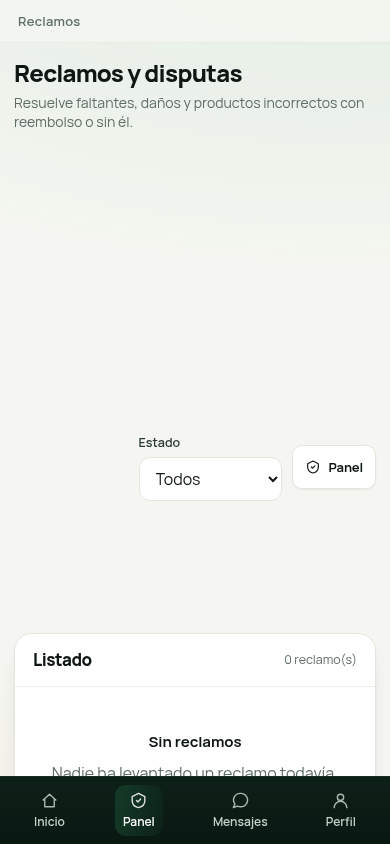 Reclamos
Reclamos y disputas
Resuelve faltantes, daños y productos incorrectos con
reembolso o sin él.
Estado
Todos
Panel
Listado
0 reclamo(s)
Sin reclamos
Nadie ha levantado un reclamo todavía
Inicio
Panel
Mensajes
Perfil